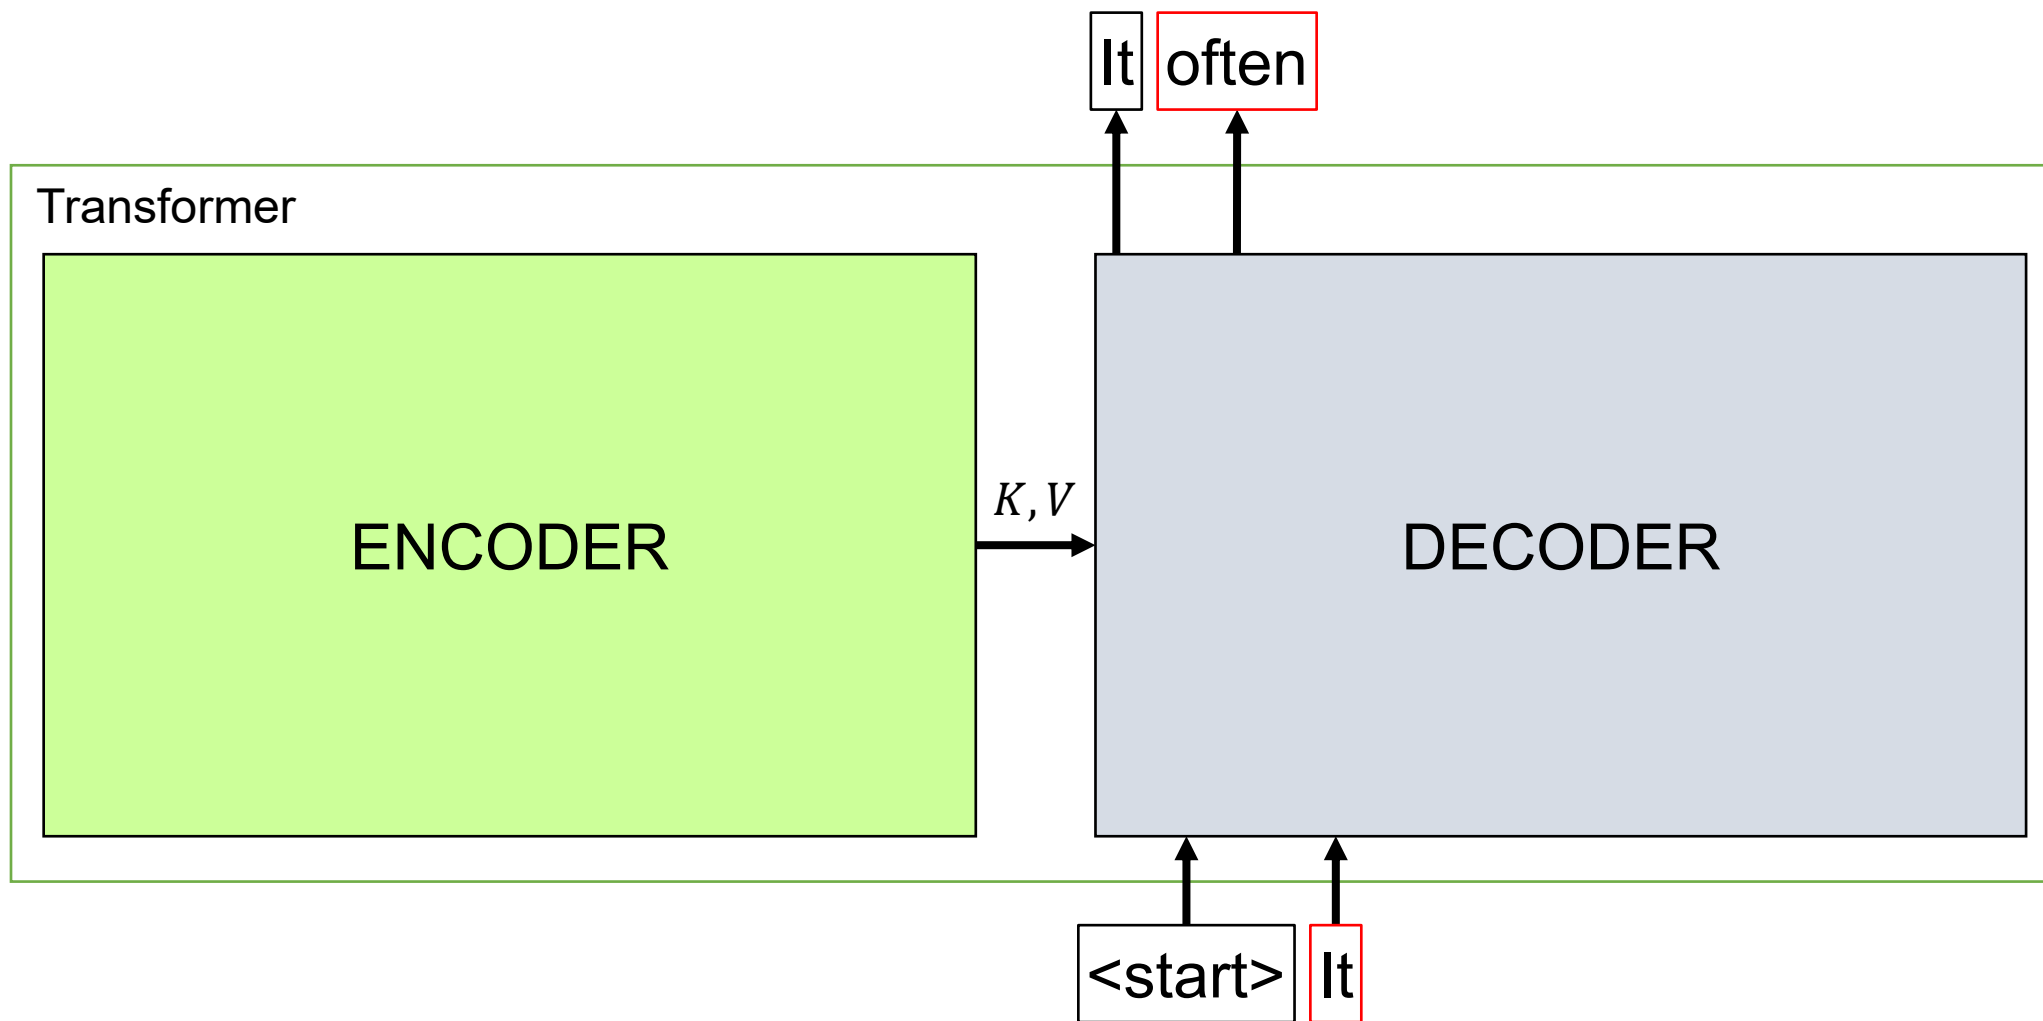 It often
Transformer
K, V
ENCODER
DECODER
<start> It